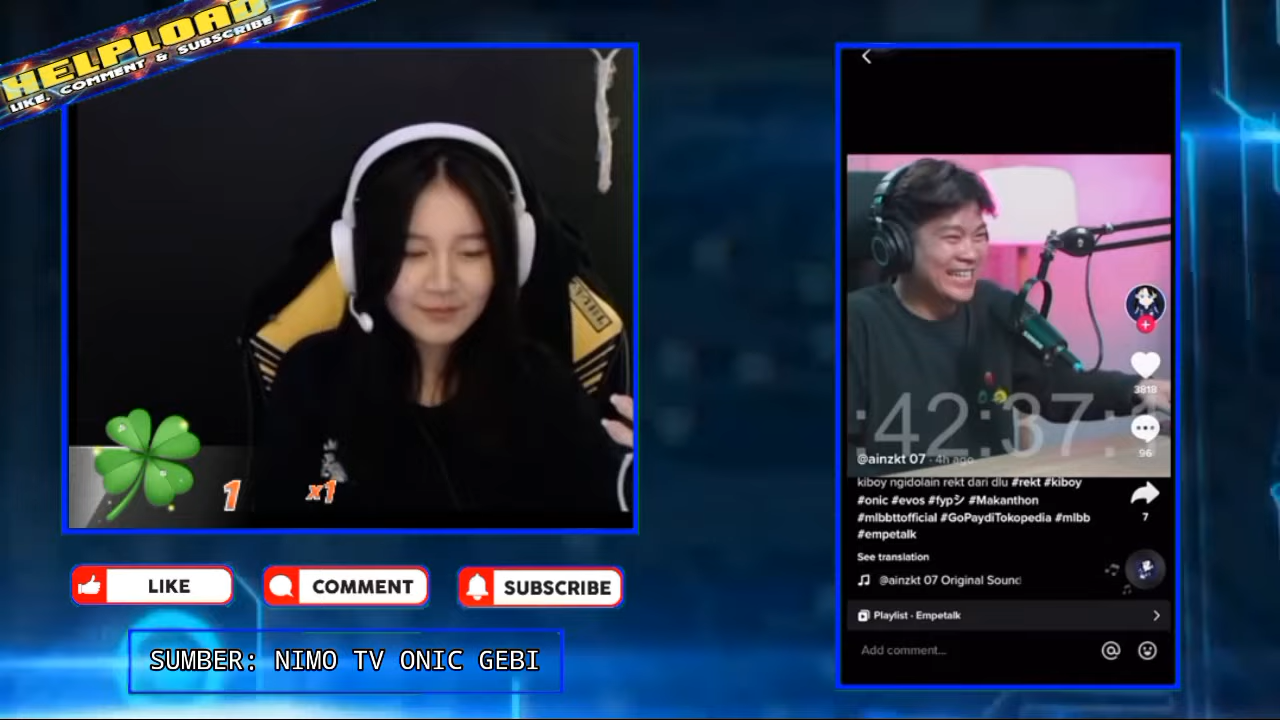 HELPLOAD
LIKE, COMMENT & SUBSCRIBE
1
x1
LIKE
COMMENT
SUBSCRIBE
SUMBER: NIMO TV ONIC GEBI
:42:37:1
3818
96
7
@ainzkt 07 · 4h ago
kiboy ngidolain rekt dari dlu #rekt #kiboy
#onic #evos #fypシ #Makanthon
#mlbbttofficial #GoPaydiTokopedia #mlbb
#empetalk
See translation
@ainzkt 07 Original Sound
Playlist · Empetalk
Add comment...